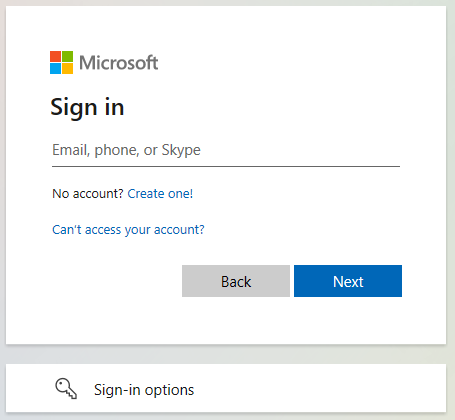 Microsoft
Sign in
Email, phone, or Skype
No account? Create one!
Can't access your account?
Back Next
Sign-in options